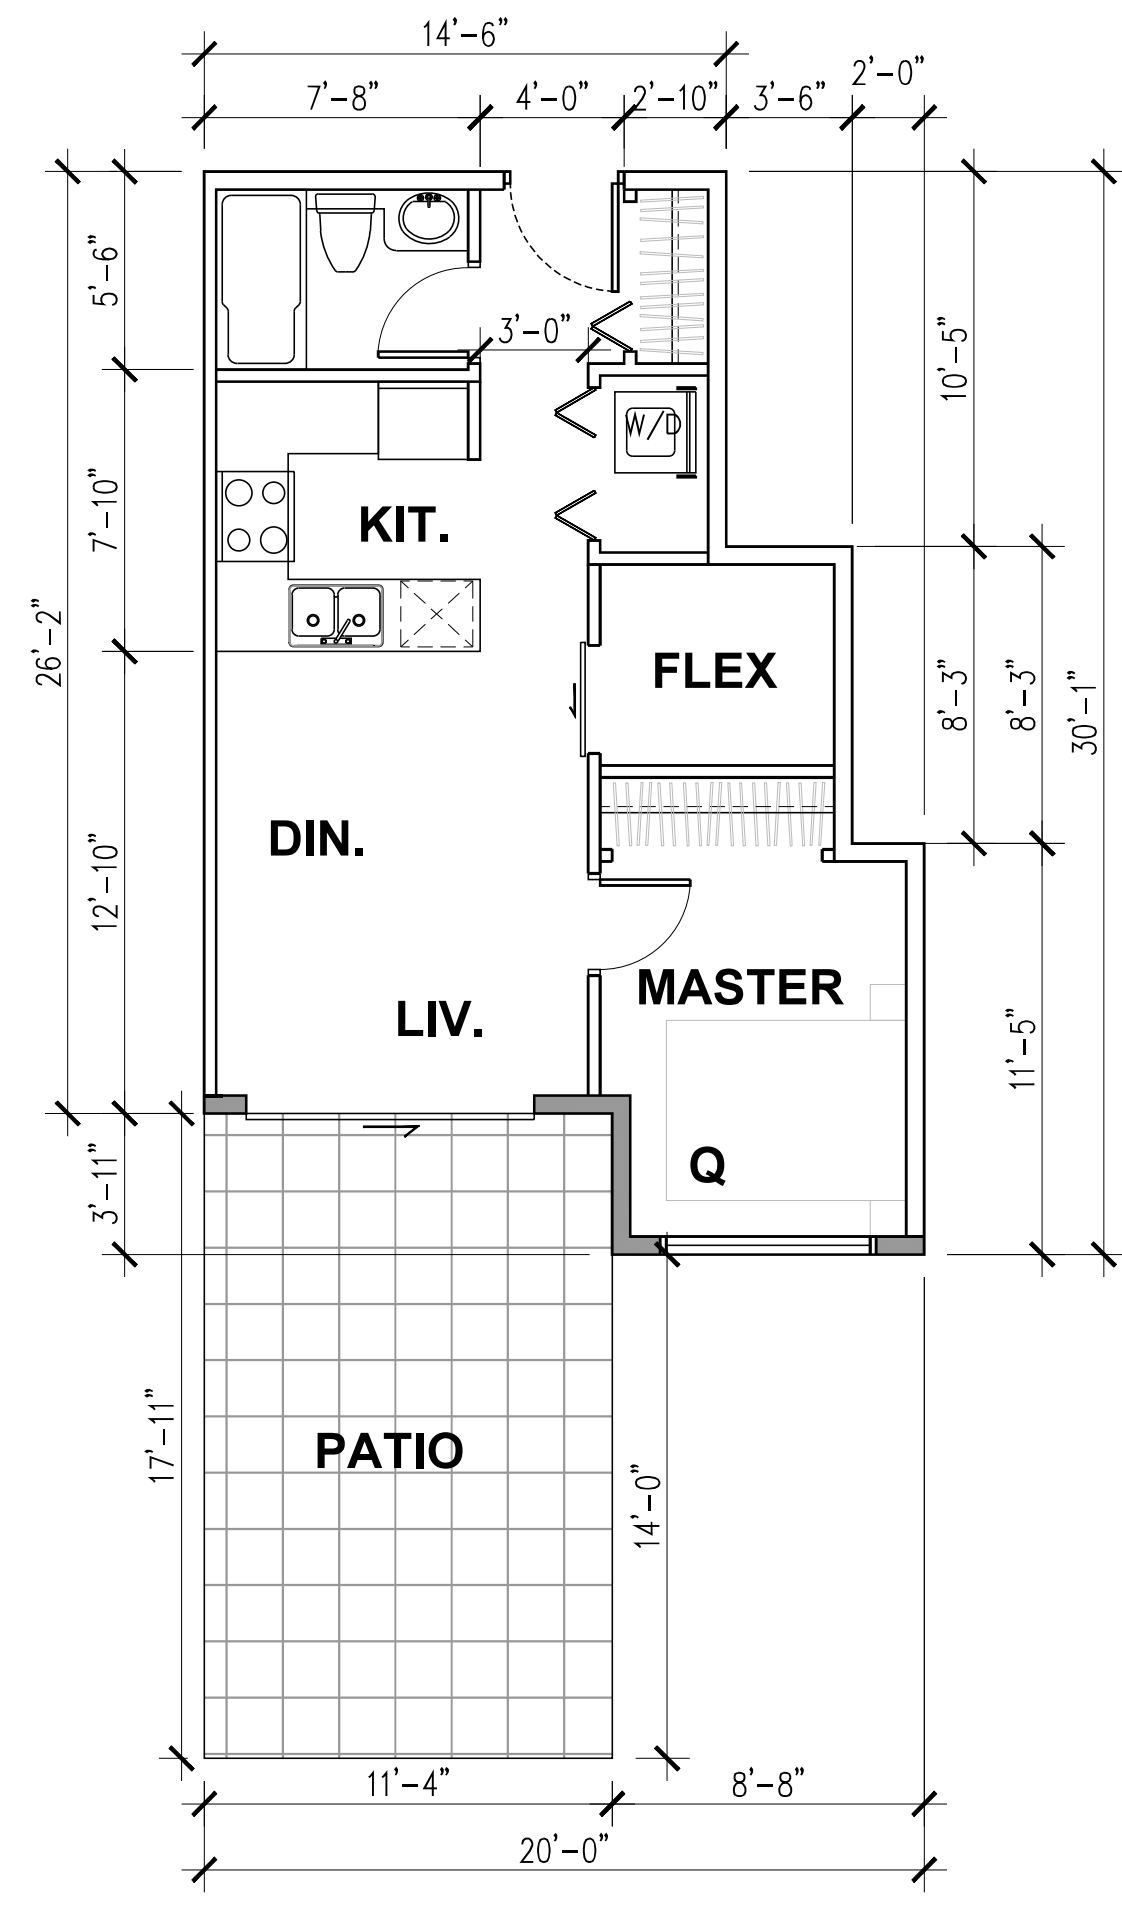 14'-6"
2'-0"
7'-8"
4'-0"
2'-10"
3'-6"
5'-6"
3'-0"
10'-5"
W/D
7'-10"
KIT.
26'-2"
FLEX
8'-3"
8'-3"
30'-1"
DIN.
12'-10"
MASTER
LIV.
11'-5"
3'-11"
Q
17'-11"
PATIO
14'-0"
11'-4"
8'-8"
20'-0"